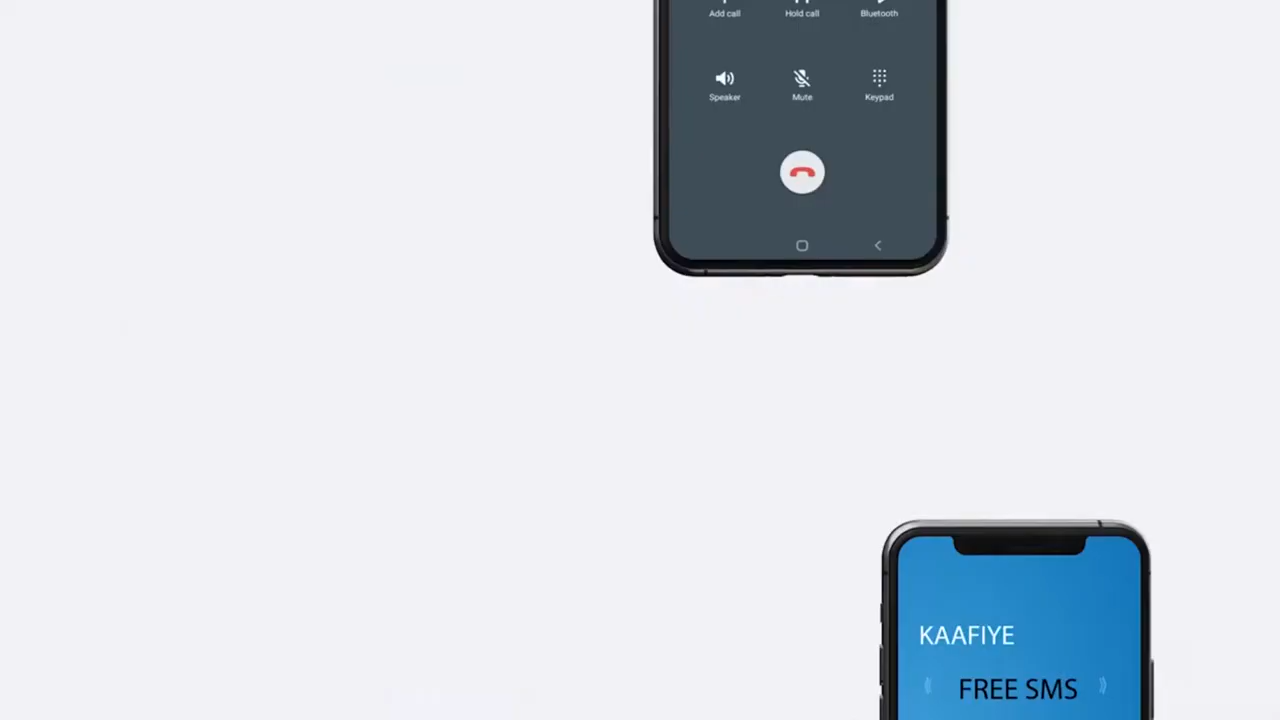 Add call Hold call Bluetooth
Speaker Mute Keypad
KAAFIYE
FREE SMS